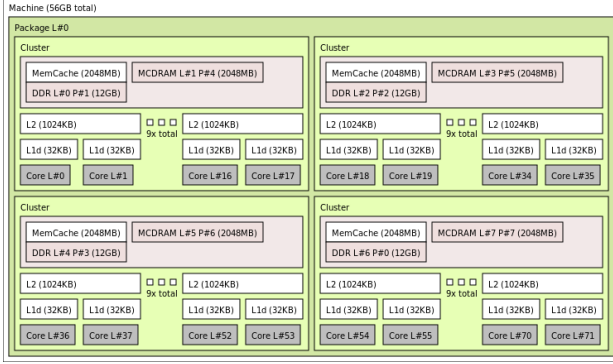 Machine (56GB total)
Package L#0
Cluster
MemCache (2048MB) MCDRAM L#1 P#4 (2048MB)
DDR L#0 P#1 (12GB)
L2 (1024KB) 9x total L2 (1024KB)
L1d (32KB) L1d (32KB) L1d (32KB) L1d (32KB)
Core L#0 Core L#1 Core L#16 Core L#17
Cluster
MemCache (2048MB) MCDRAM L#3 P#5 (2048MB)
DDR L#2 P#2 (12GB)
L2 (1024KB) 9x total L2 (1024KB)
L1d (32KB) L1d (32KB) L1d (32KB) L1d (32KB)
Core L#18 Core L#19 Core L#34 Core L#35
Cluster
MemCache (2048MB) MCDRAM L#5 P#6 (2048MB)
DDR L#4 P#3 (12GB)
L2 (1024KB) 9x total L2 (1024KB)
L1d (32KB) L1d (32KB) L1d (32KB) L1d (32KB)
Core L#36 Core L#37 Core L#52 Core L#53
Cluster
MemCache (2048MB) MCDRAM L#7 P#7 (2048MB)
DDR L#6 P#0 (12GB)
L2 (1024KB) 9x total L2 (1024KB)
L1d (32KB) L1d (32KB) L1d (32KB) L1d (32KB)
Core L#54 Core L#55 Core L#70 Core L#71